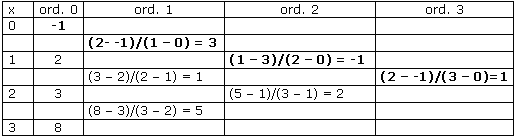 x ord. 0 ord. 1 ord. 2 ord. 3
0 -1
(2- -1)/(1 – 0) = 3
1 2 (1 – 3)/(2 – 0) = -1
(3 – 2)/(2 – 1) = 1 (2 – -1)/(3 – 0)=1
2 3 (5 – 1)/(3 – 1) = 2
(8 – 3)/(3 – 2) = 5
3 8